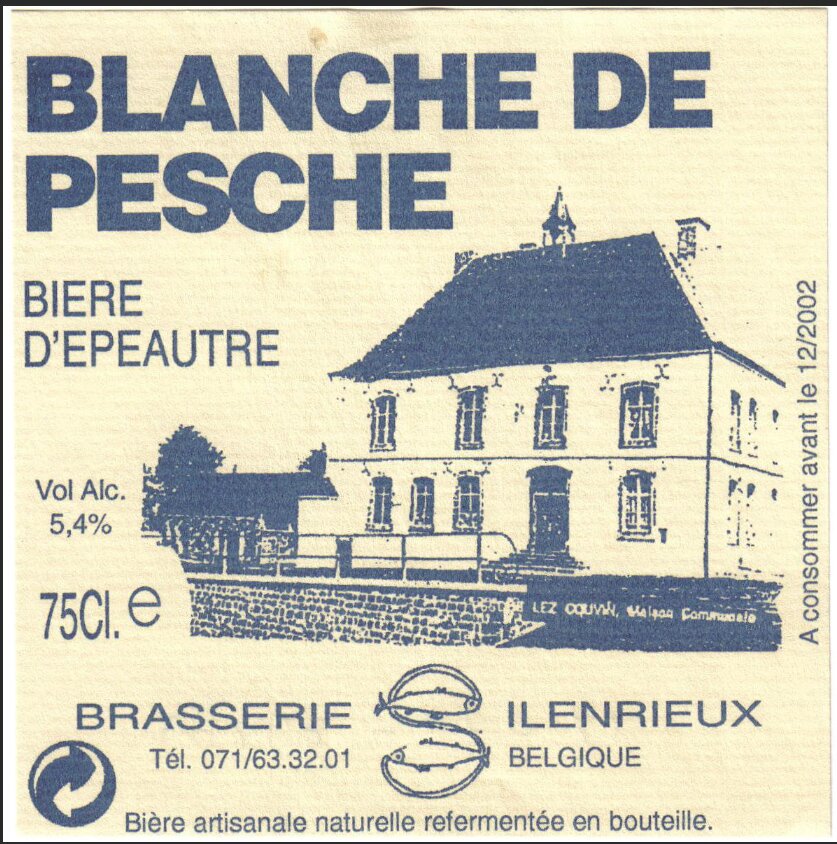 BLANCHE DE
PESCHE
BIERE
D'EPEAUTRE
A consommer avant le 12/2002
Vol Alc.
5,4%
75Cl. e
LEZ COUVIN, Maison Communale
BRASSERIE S ILENRIEUX
Tél. 071/63.32.01 BELGIQUE
Bière artisanale naturelle refermentée en bouteille.